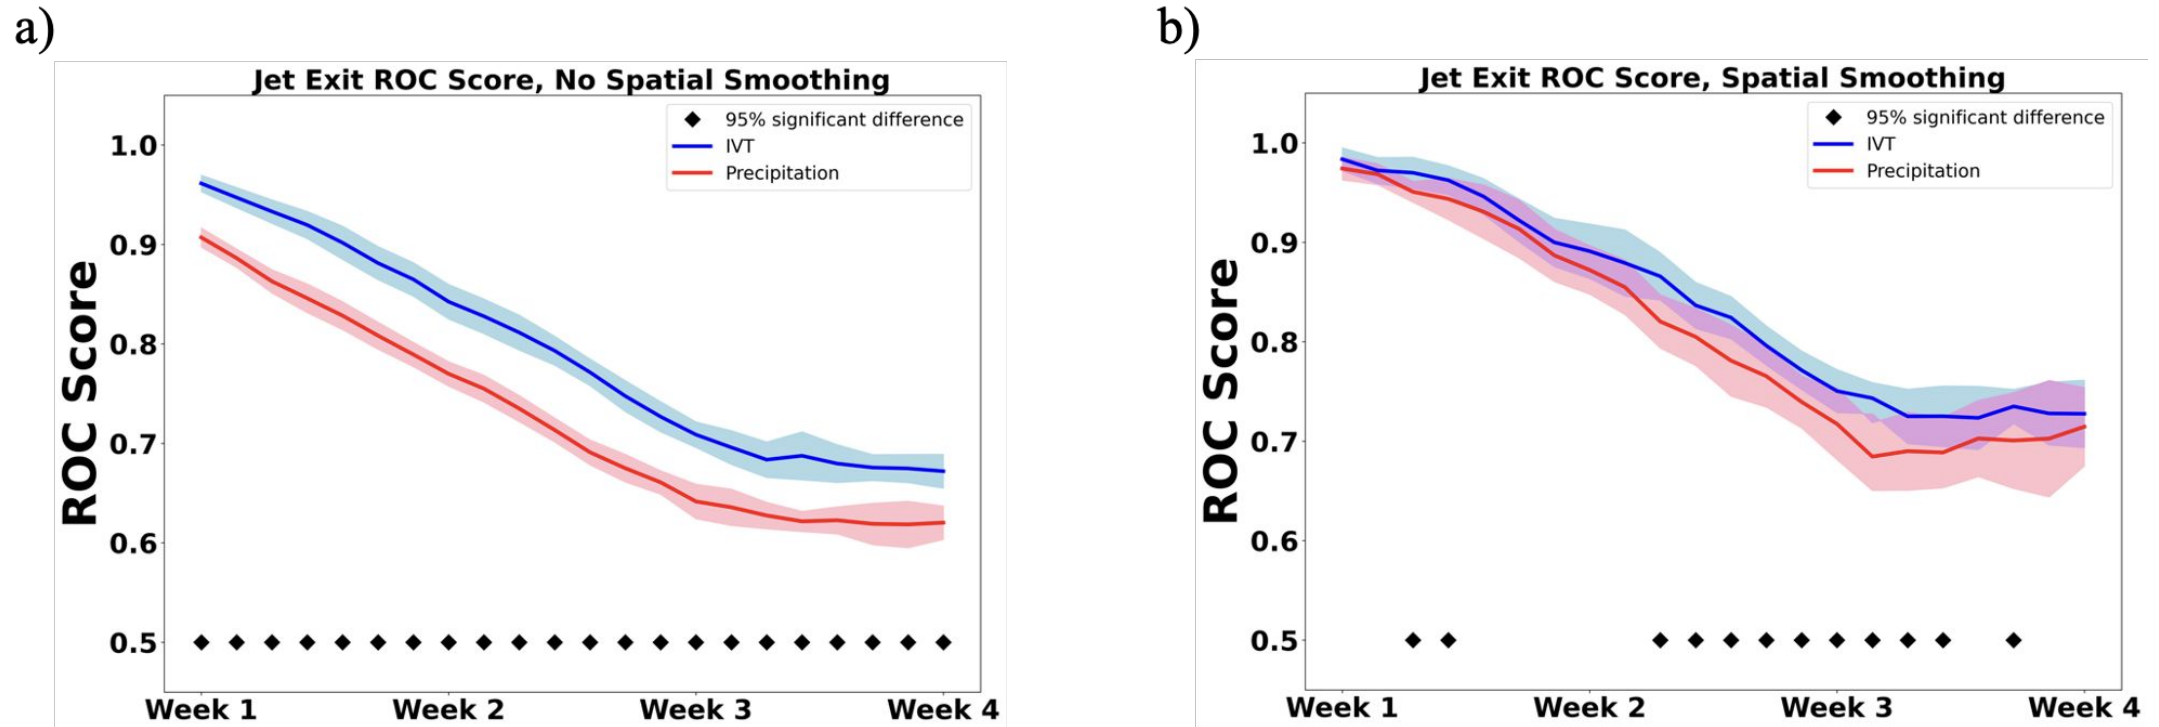 a)
Jet Exit ROC Score, No Spatial Smoothing
95% significant difference
IVT
Precipitation
ROC Score
1.0
0.9
0.8
0.7
0.6
0.5
Week 1 Week 2 Week 3 Week 4
b)
Jet Exit ROC Score, Spatial Smoothing
95% significant difference
IVT
Precipitation
ROC Score
1.0
0.9
0.8
0.7
0.6
0.5
Week 1 Week 2 Week 3 Week 4